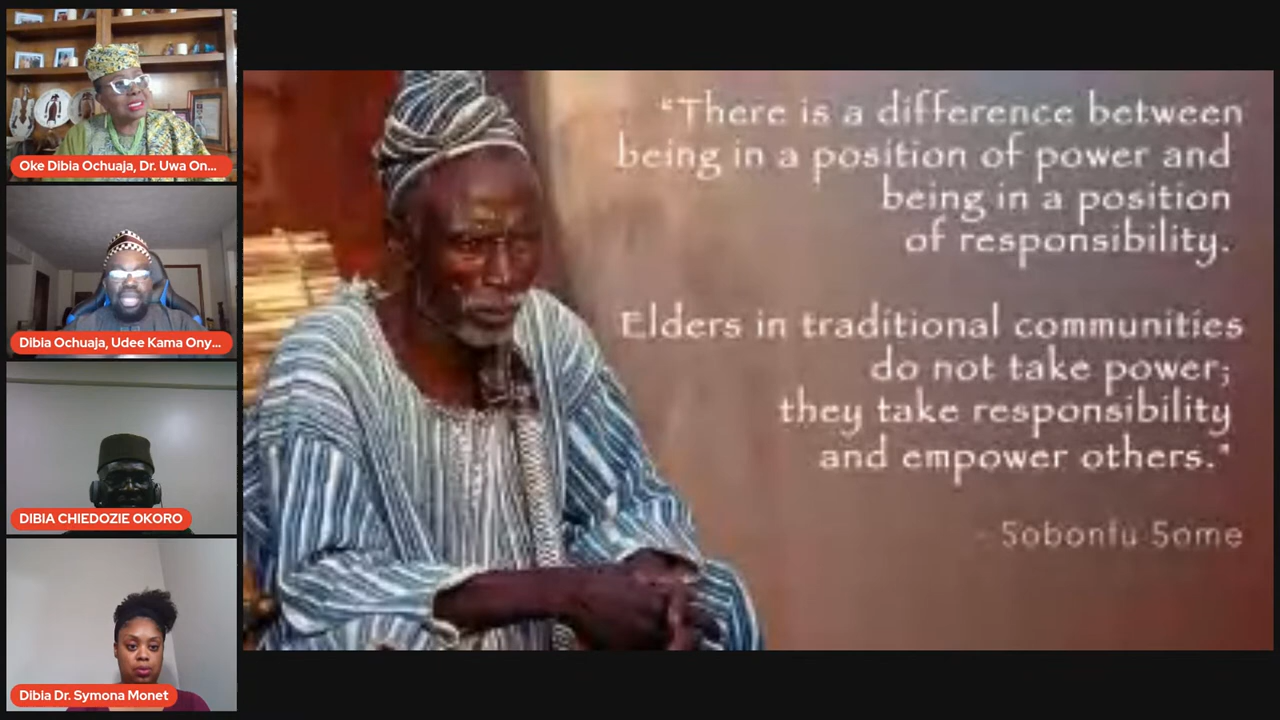 Oke Dibia Ochuaja, Dr. Uwa On...
Dibia Ochuaja, Udee Kama Ony...
DIBIA CHIEDOZIE OKORO
Dibia Dr. Symona Monet
“There is a difference between
being in a position of power and
being in a position
of responsibility.
Elders in traditional communities
do not take power;
they take responsibility
and empower others."
- Sobonfu Some